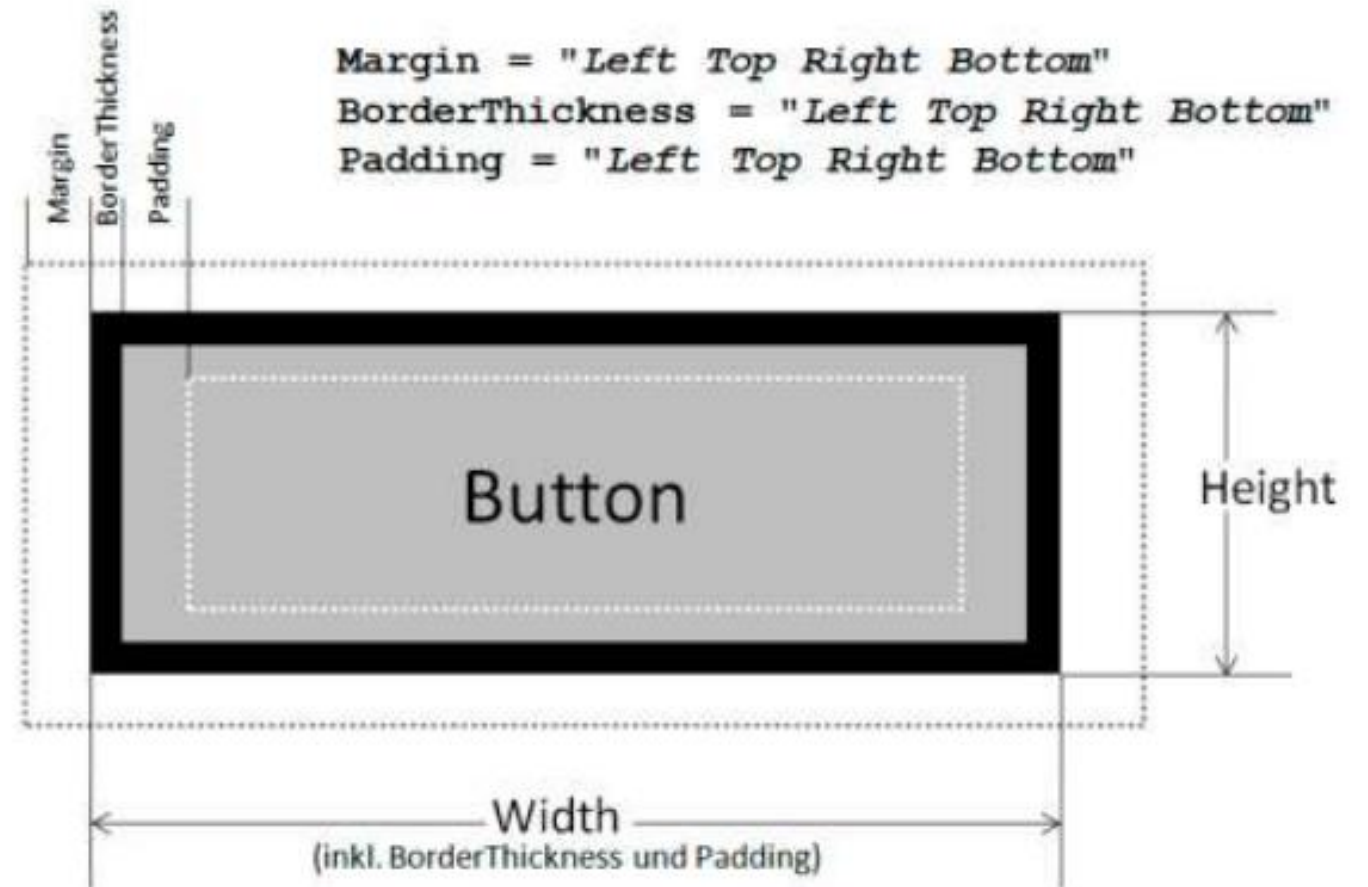 Margin = "Left Top Right Bottom"
BorderThickness = "Left Top Right Bottom"
Padding = "Left Top Right Bottom"
Margin
BorderThickness
Padding
Button
Height
Width
(inkl. BorderThickness und Padding)